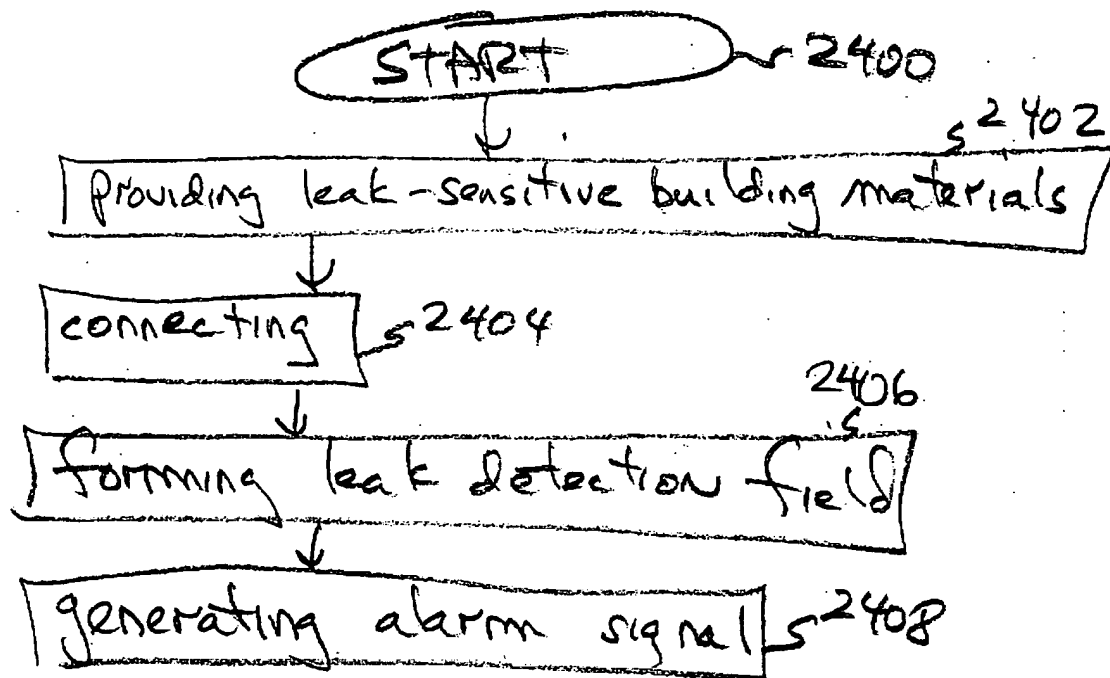 START 2400
2402
providing leak-sensitive building materials
connecting 2404
2406
forming leak detection field
generating alarm signal 2408